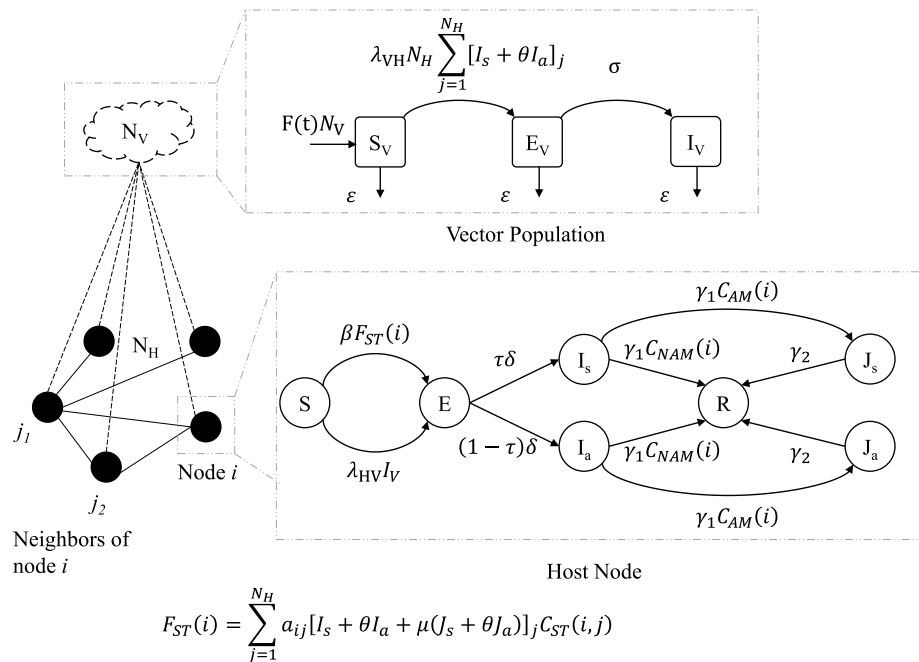 λ_VH N_H ∑_{j=1}^{N_H} [I_s + θI_a]_j
σ
N_V
F(t)N_V
S_V
E_V
I_V
ε
ε
ε
Vector Population
N_H
j_1
j_2
Node i
Neighbors of
node i
βF_ST(i)
λ_HV I_V
S
E
τδ
(1 − τ)δ
γ_1 C_AM(i)
I_s
γ_1 C_NAM(i)
γ_2
J_s
R
I_a
γ_1 C_NAM(i)
γ_2
J_a
γ_1 C_AM(i)
Host Node
F_ST(i) = ∑_{j=1}^{N_H} a_ij [I_s + θI_a + μ(J_s + θJ_a)]_j C_ST(i, j)